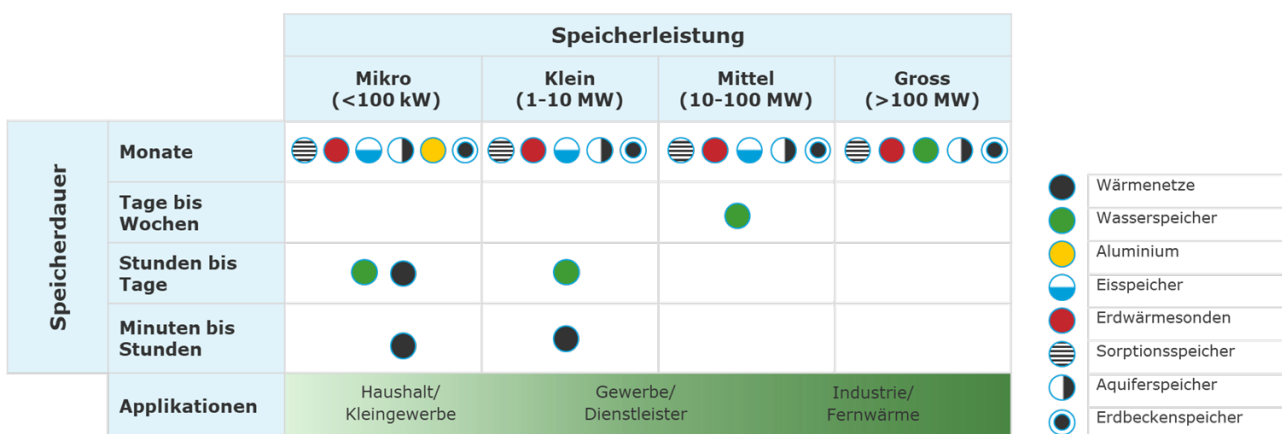 Speicherleistung
Mikro
(<100 kW)
Klein
(1-10 MW)
Mittel
(10-100 MW)
Gross
(>100 MW)
Speicherdauer
Monate
Tage bis
Wochen
Stunden bis
Tage
Minuten bis
Stunden
Applikationen
Haushalt/
Kleingewerbe
Gewerbe/
Dienstleister
Industrie/
Fernwärme
Wärmenetze
Wasserspeicher
Aluminium
Eisspeicher
Erdwärmesonden
Sorptionsspeicher
Aquiferspeicher
Erdbeckenspeicher